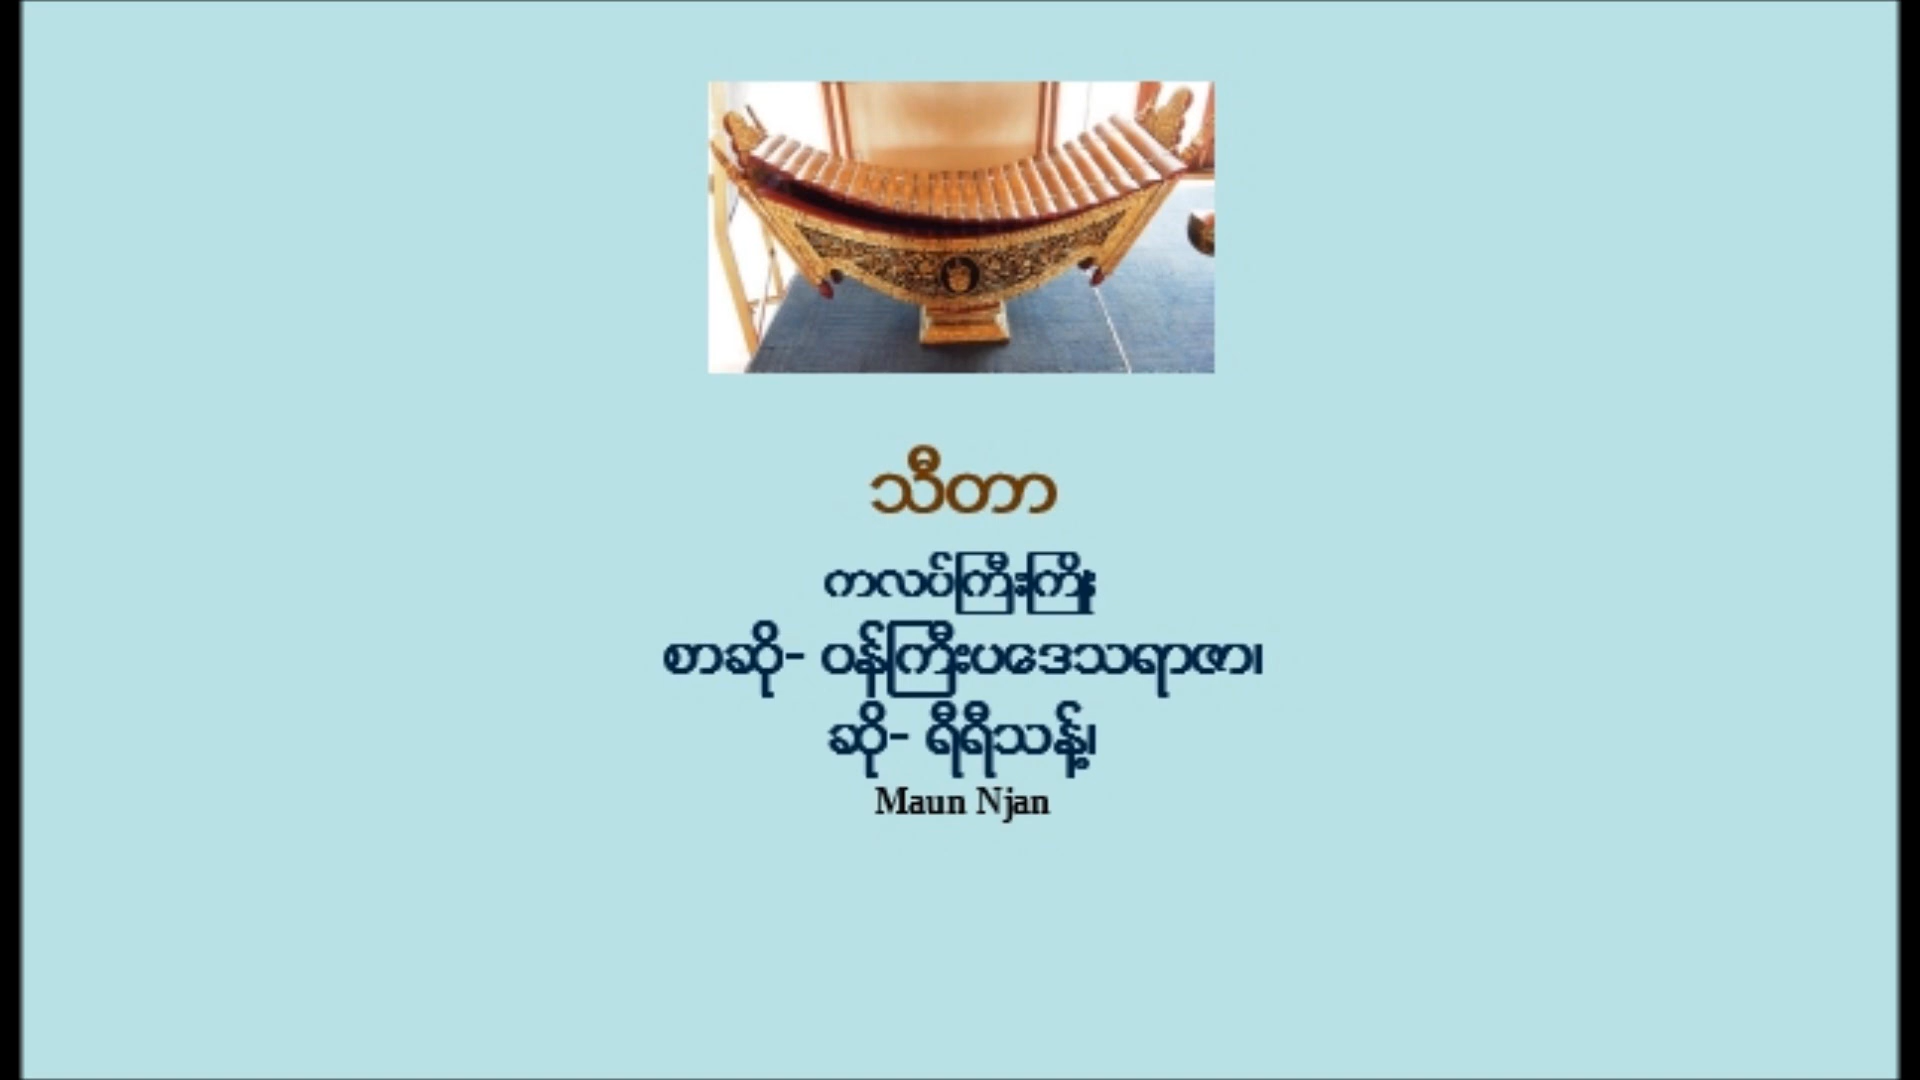 သီတာ
ကလပ်ကြီးကြိုး
စာဆို- ဝန်ကြီးပဒေသရာဇာ၊
ဆို- ရီရီသန့်၊
Maun Njan